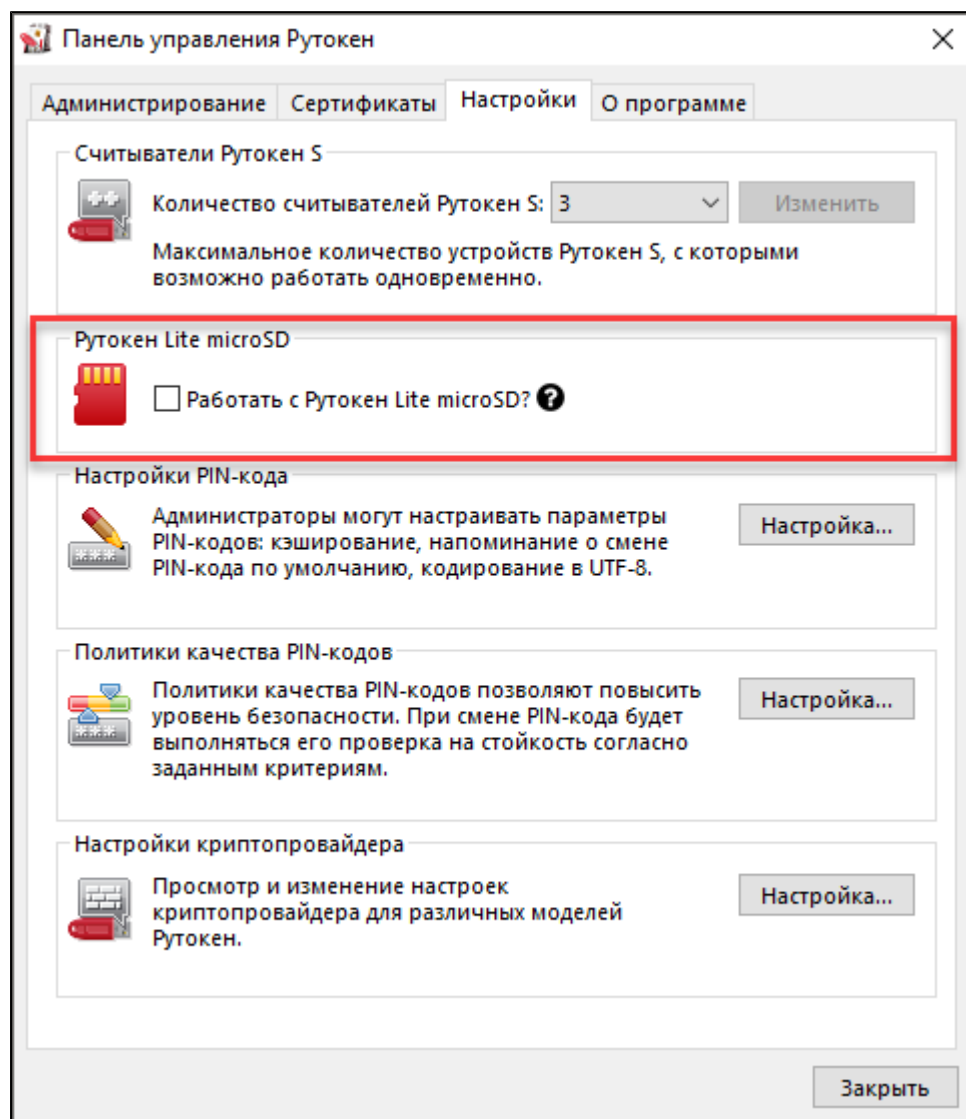 Панель управления Рутокен
Администрирование Сертификаты Настройки О программе
Считыватели Рутокен S
Количество считывателей Рутокен S: 3 Изменить
Максимальное количество устройств Рутокен S, с которыми
возможно работать одновременно.
Рутокен Lite microSD
Работать с Рутокен Lite microSD? ?
Настройки PIN-кода
Администраторы могут настраивать параметры
PIN-кодов: кэширование, напоминание о смене
PIN-кода по умолчанию, кодирование в UTF-8.
Настройка...
Политики качества PIN-кодов
Политики качества PIN-кодов позволяют повысить
уровень безопасности. При смене PIN-кода будет
выполняться его проверка на стойкость согласно
заданным критериям.
Настройка...
Настройки криптопровайдера
Просмотр и изменение настроек
криптопровайдера для различных моделей
Рутокен.
Настройка...
Закрыть